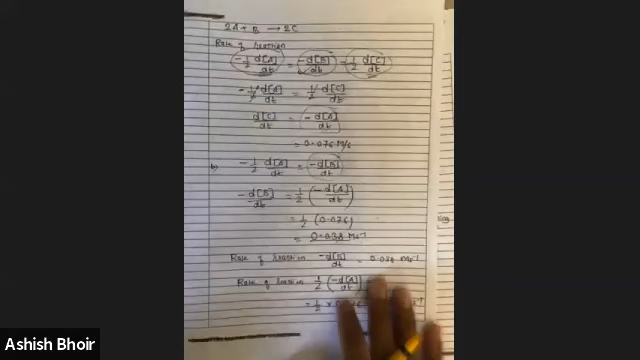 2A + B → 2C
Rate of reaction
-1/2 d[A]/dt = -d[B]/dt = 1/2 d[C]/dt
-1/2 d[A]/dt = 1/2 d[C]/dt
d[C]/dt = -d[A]/dt
= 0.076 M/s
b) -1/2 d[A]/dt = -d[B]/dt
-d[B]/dt = 1/2 (-d[A]/dt)
= 1/2 (0.076)
= 0.038 Ms⁻¹
Rate of reaction -d[B]/dt = 0.038 Ms⁻¹
Rate of reaction 1/2 (-d[A]/dt)
= 1/2 ×
Ashish Bhoir